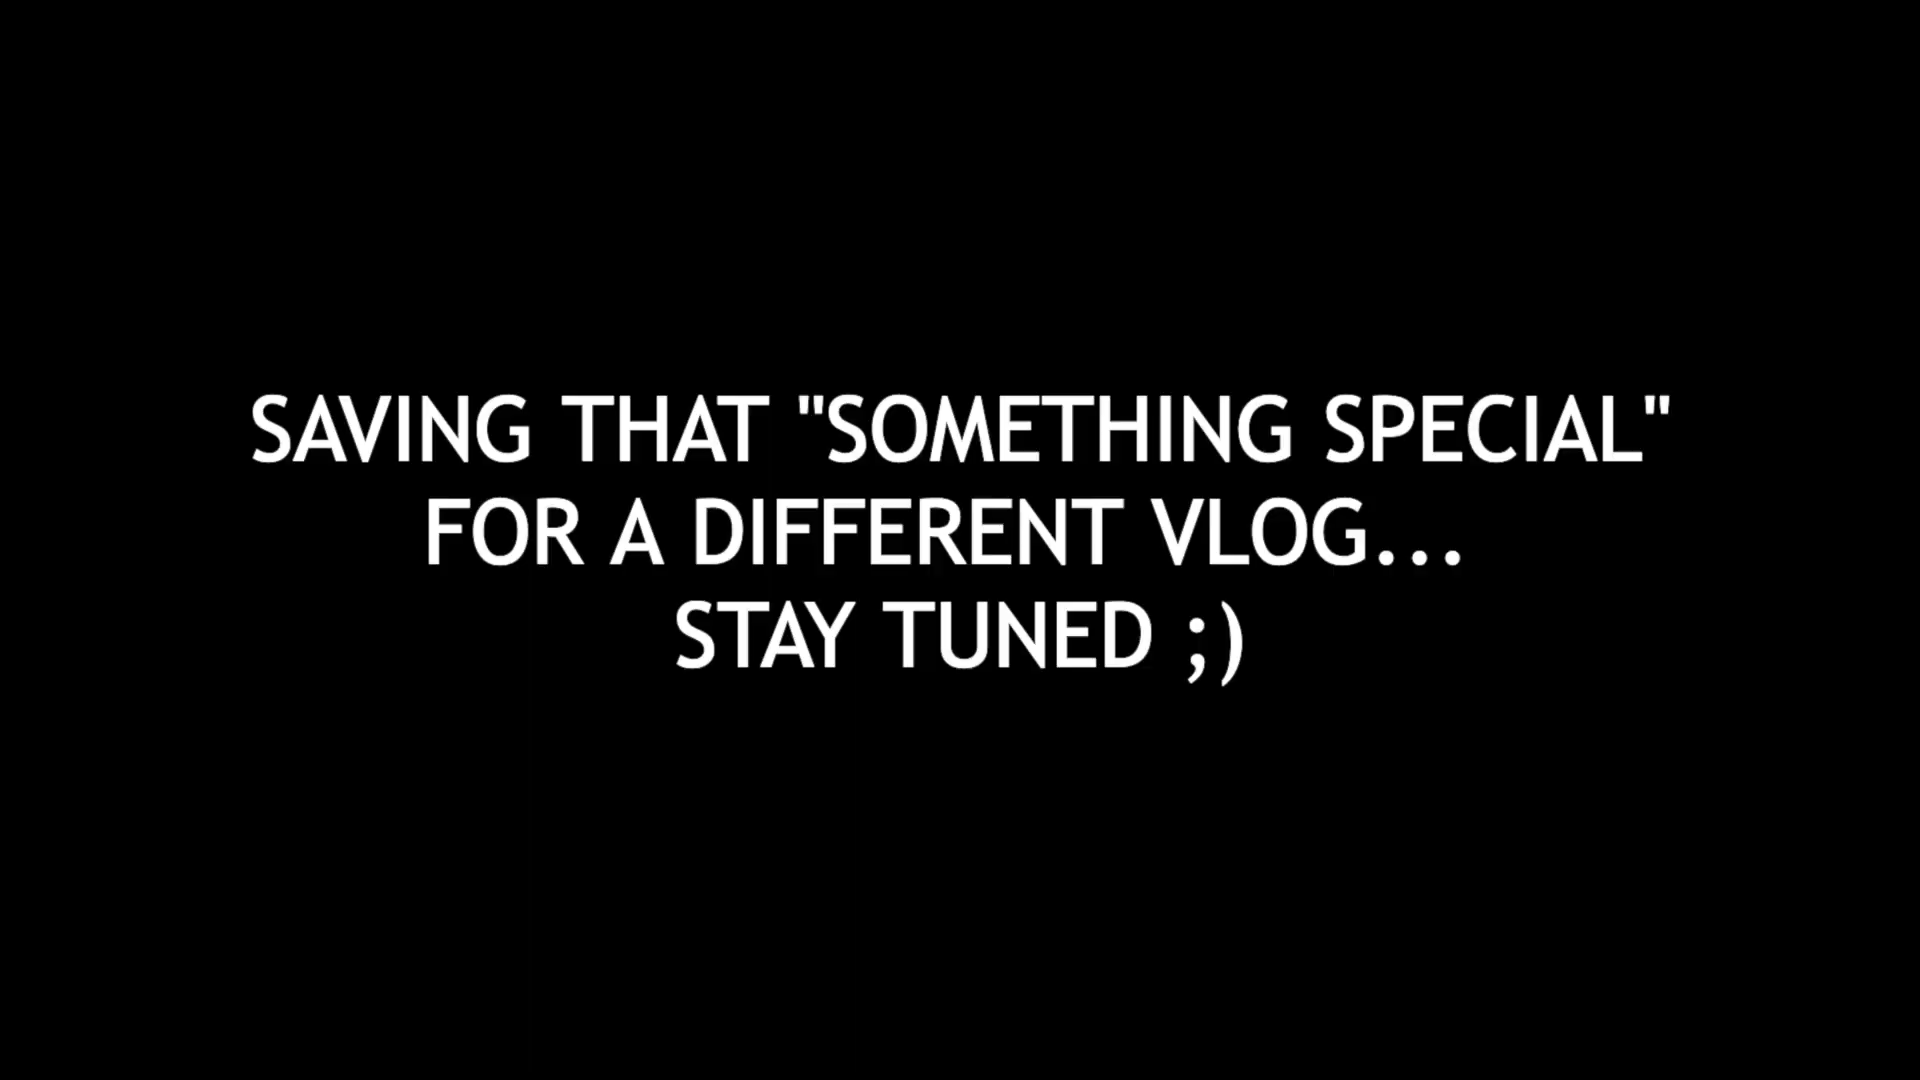 SAVING THAT "SOMETHING SPECIAL"
FOR A DIFFERENT VLOG...
STAY TUNED ;)